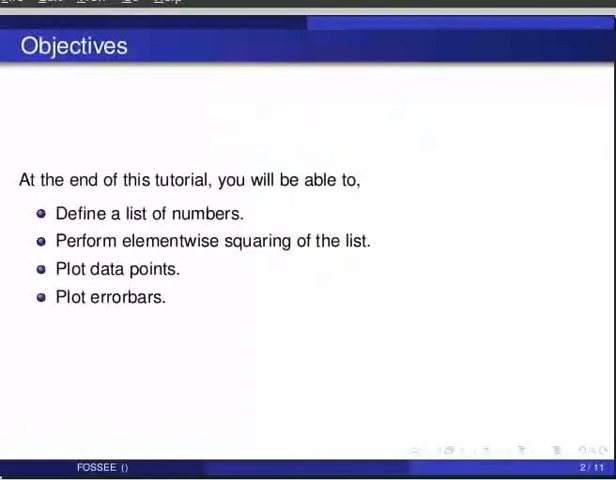 Objectives
At the end of this tutorial, you will be able to,
Define a list of numbers.
Perform elementwise squaring of the list.
Plot data points.
Plot errorbars.
FOSSEE ()
2 / 11